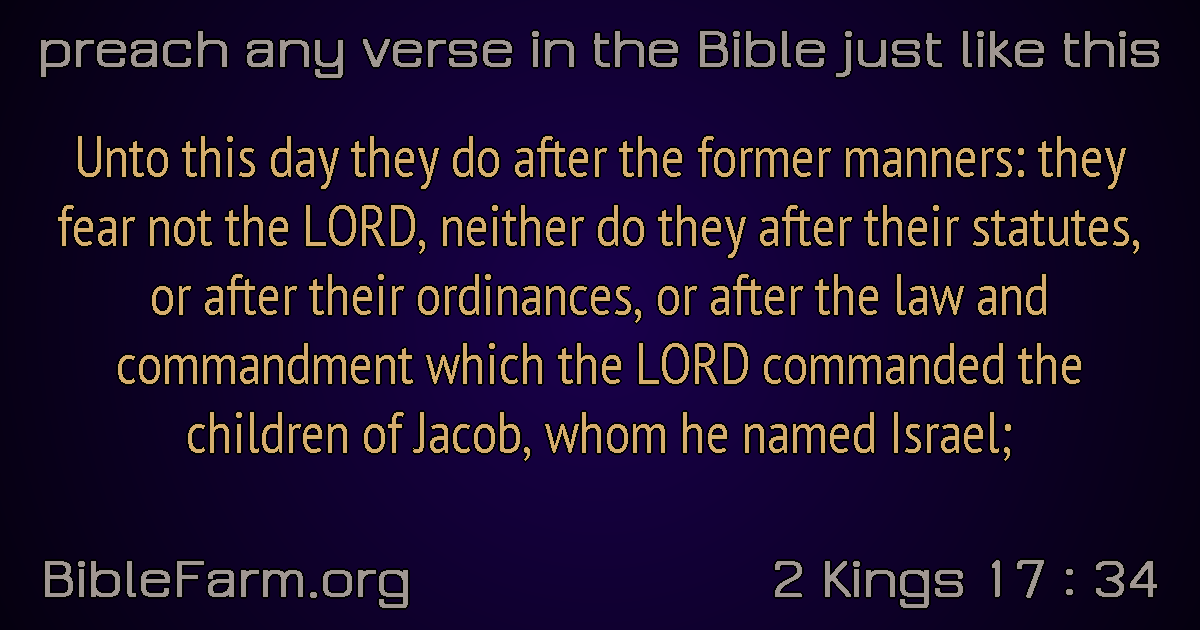 preach any verse in the Bible just like this
Unto this day they do after the former manners: they
fear not the LORD, neither do they after their statutes,
or after their ordinances, or after the law and
commandment which the LORD commanded the
children of Jacob, whom he named Israel;
BibleFarm.org
2 Kings 17 : 34